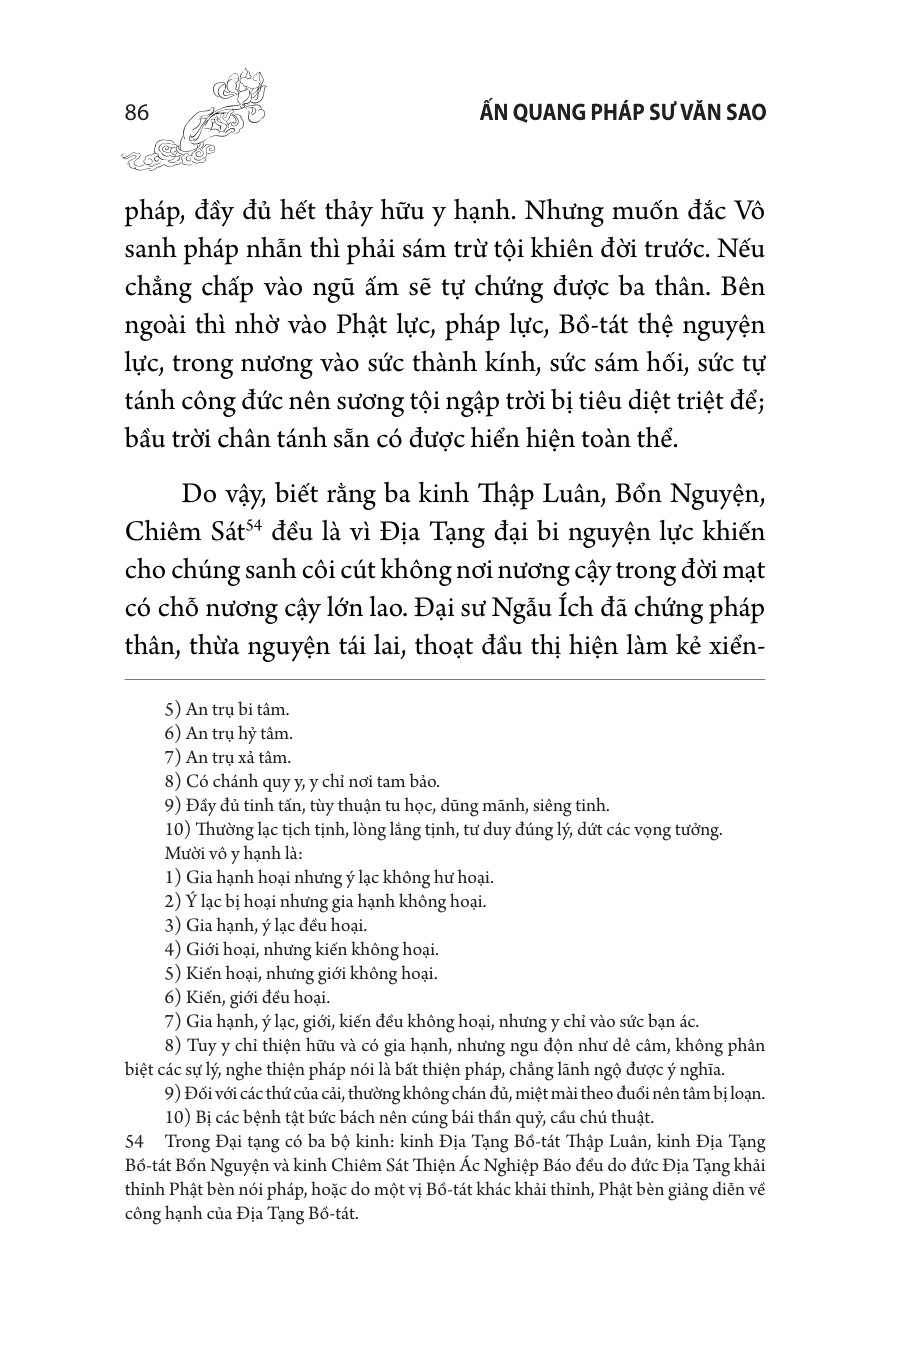 86
ẤN QUANG PHÁP SƯ VĂN SAO
pháp, đầy đủ hết thảy hữu y hạnh. Nhưng muốn đắc Vô
sanh pháp nhẫn thì phải sám trừ tội khiên đời trước. Nếu
chẳng chấp vào ngũ ấm sẽ tự chứng được ba thân. Bên
ngoài thì nhờ vào Phật lực, pháp lực, Bồ-tát thệ nguyện
lực, trong nương vào sức thành kính, sức sám hối, sức tự
tánh công đức nên sương tội ngập trời bị tiêu diệt triệt để;
bầu trời chân tánh sẵn có được hiển hiện toàn thể.
Do vậy, biết rằng ba kinh Thập Luân, Bổn Nguyện,
Chiêm Sát54 đều là vì Địa Tạng đại bi nguyện lực khiến
cho chúng sanh côi cút không nơi nương cậy trong đời mạt
có chỗ nương cậy lớn lao. Đại sư Ngẫu Ích đã chứng pháp
thân, thừa nguyện tái lai, thoạt đầu thị hiện làm kẻ xiển-
5) An trụ bi tâm.
6) An trụ hỷ tâm.
7) An trụ xả tâm.
8) Có chánh quy y, y chỉ nơi tam bảo.
9) Đầy đủ tinh tấn, tùy thuận tu học, dũng mãnh, siêng tinh.
10) Thường lạc tịch tịnh, lòng lắng tịnh, tư duy đúng lý, dứt các vọng tưởng.
Mười vô y hạnh là:
1) Gia hạnh hoại nhưng ý lạc không hư hoại.
2) Ý lạc bị hoại nhưng gia hạnh không hoại.
3) Gia hạnh, ý lạc đều hoại.
4) Giới hoại, nhưng kiến không hoại.
5) Kiến hoại, nhưng giới không hoại.
6) Kiến, giới đều hoại.
7) Gia hạnh, ý lạc, giới, kiến đều không hoại, nhưng y chỉ vào sức bạn ác.
8) Tuy y chỉ thiện hữu và có gia hạnh, nhưng ngu độn như dê câm, không phân
biệt các sự lý, nghe thiện pháp nói là bất thiện pháp, chẳng lãnh ngộ được ý nghĩa.
9) Đối với các thứ của cải, thường không chán đủ, miệt mài theo đuổi nên tâm bị loạn.
10) Bị các bệnh tật bức bách nên cúng bái thần quỷ, cầu chú thuật.
54 Trong Đại tạng có ba bộ kinh: kinh Địa Tạng Bồ-tát Thập Luân, kinh Địa Tạng
Bồ-tát Bổn Nguyện và kinh Chiêm Sát Thiện Ác Nghiệp Báo đều do đức Địa Tạng khải
thỉnh Phật bèn nói pháp, hoặc do một vị Bồ-tát khác khải thỉnh, Phật bèn giảng diễn về
công hạnh của Địa Tạng Bồ-tát.